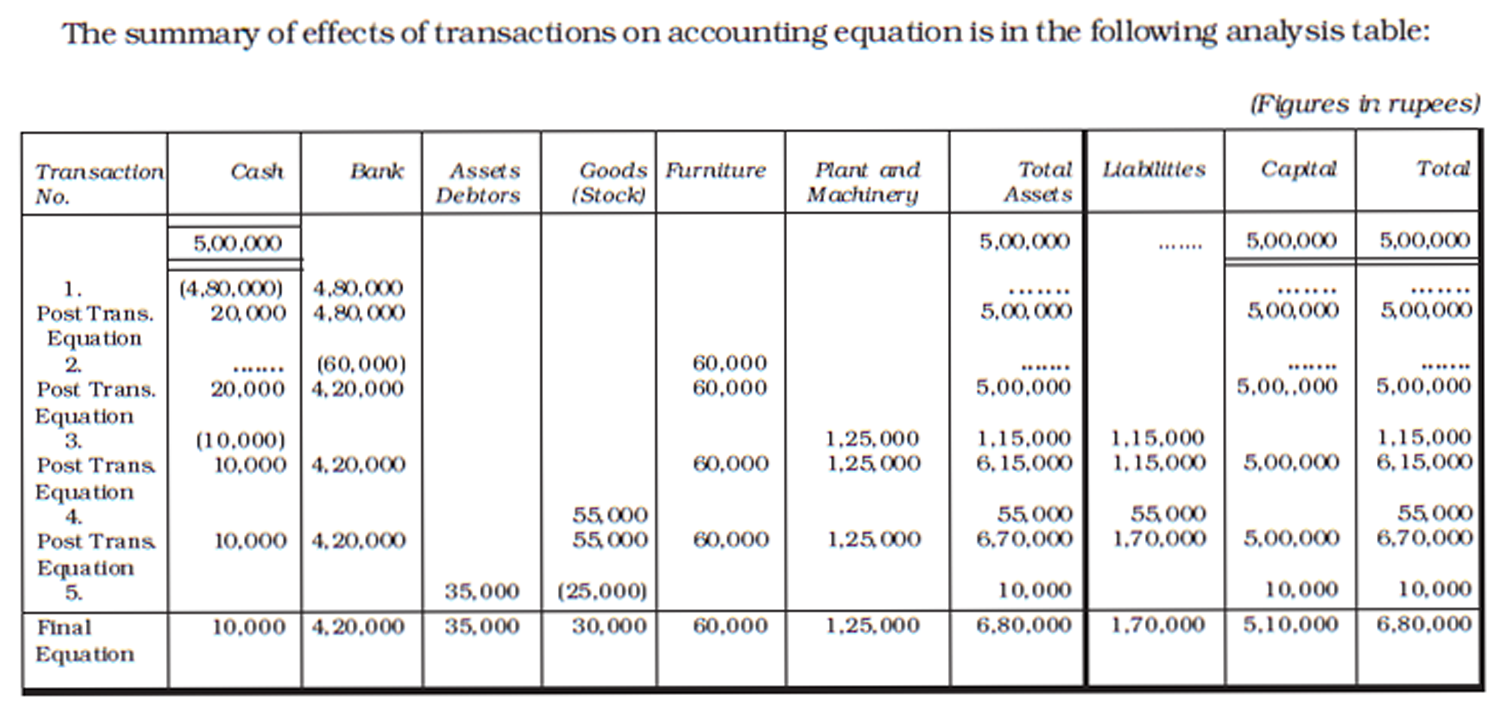 The summary of effects of transactions on accounting equation is in the following analysis table:
(Figures in rupees)
Transaction No. Cash Bank Assets Debtors Goods (Stock) Furniture Plant and Machinery Total Assets Liabilities Capital Total
5,00,000 5,00,000 ....... 5,00,000 5,00,000
1. (4,80,000) 4,80,000 ....... ....... .......
Post Trans. 20,000 4,80,000 5,00,000 5,00,000 5,00,000
Equation
2. ....... (60,000) 60,000 ....... ....... .......
Post Trans. 20,000 4,20,000 60,000 5,00,000 5,00,,000 5,00,000
Equation
3. (10,000) 1,25,000 1,15,000 1,15,000 1,15,000
Post Trans. 10,000 4,20,000 60,000 1,25,000 6,15,000 1,15,000 5,00,000 6,15,000
Equation
4. 55,000 55,000 55,000 55,000
Post Trans. 10,000 4,20,000 55,000 60,000 1,25,000 6,70,000 1,70,000 5,00,000 6,70,000
Equation
5. 35,000 (25,000) 10,000 10,000 10,000
Final 10,000 4,20,000 35,000 30,000 60,000 1,25,000 6,80,000 1,70,000 5,10,000 6,80,000
Equation